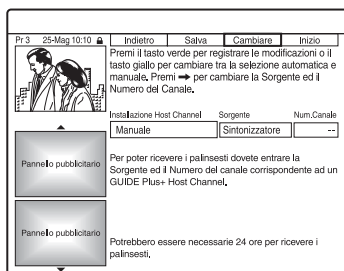 Pr 3 25-Mag 10:10 Indietro Salva Cambiare Inizio
Premi il tasto verde per registrare le modificazioni o il
tasto giallo per cambiare tra la selezione automatica e
manuale. Premi ➡ per cambiare la Sorgente ed il
Numero del Canale.
Installazione Host Channel Sorgente Num.Canale
Manuale Sintonizzatore --
Pannello pubblicitario
Per poter ricevere i palinsesti dovete entrare la
Sorgente ed il Numero del canale corrispondente ad un
GUIDE Plus+ Host Channel.
Pannello pubblicitario
Potrebbero essere necessarie 24 ore per ricevere i
palinsesti.